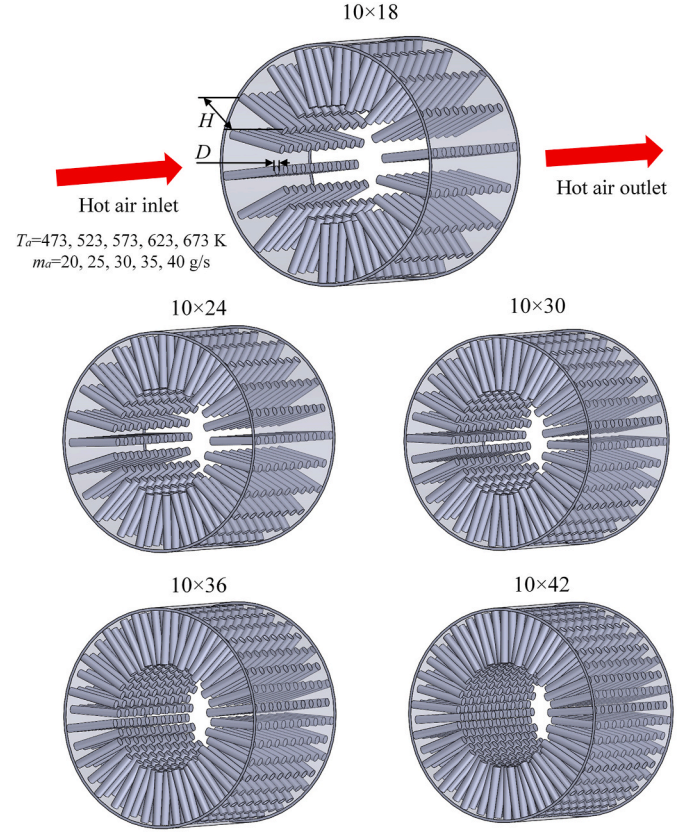 10×18
H
D
Hot air inlet
Hot air outlet
Ta=473, 523, 573, 623, 673 K
ma=20, 25, 30, 35, 40 g/s
10×24
10×30
10×36
10×42